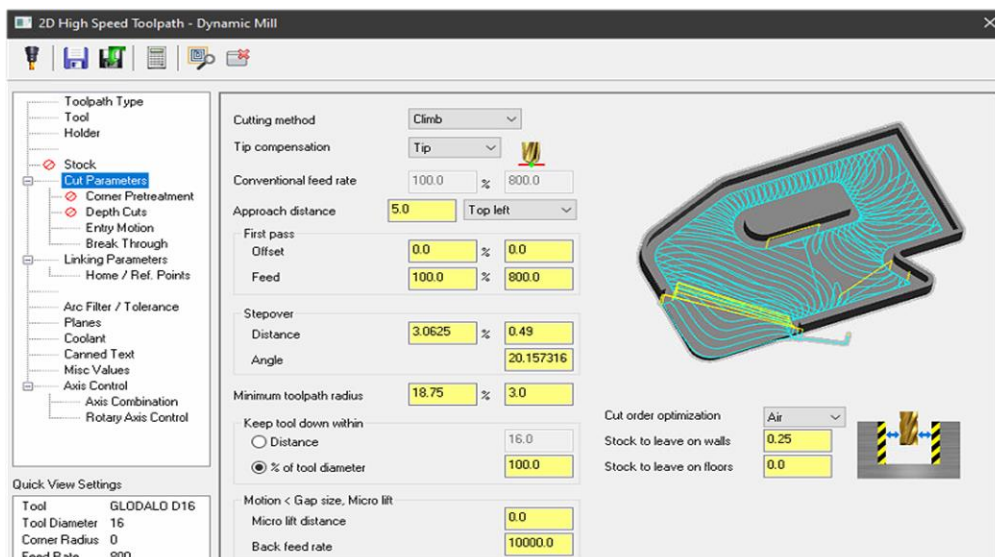 2D High Speed Toolpath - Dynamic Mill
Toolpath Type
Tool
Holder
Stock
Cut Parameters
Corner Pretreatment
Depth Cuts
Entry Motion
Break Through
Linking Parameters
Home / Ref. Points
Arc Filter / Tolerance
Planes
Coolant
Canned Text
Misc Values
Axis Control
Axis Combination
Rotary Axis Control
Quick View Settings
Tool GLODALO D16
Tool Diameter 16
Corner Radius 0
Feed Rate 800
Cutting method Climb
Tip compensation Tip
Conventional feed rate 100.0 % 800.0
Approach distance 5.0 Top left
First pass
Offset 0.0 % 0.0
Feed 100.0 % 800.0
Stepover
Distance 3.0625 % 0.49
Angle 20.157316
Minimum toolpath radius 18.75 % 3.0
Keep tool down within
Distance 16.0
% of tool diameter 100.0
Motion < Gap size, Micro lift
Micro lift distance 0.0
Back feed rate 10000.0
Cut order optimization Air
Stock to leave on walls 0.25
Stock to leave on floors 0.0